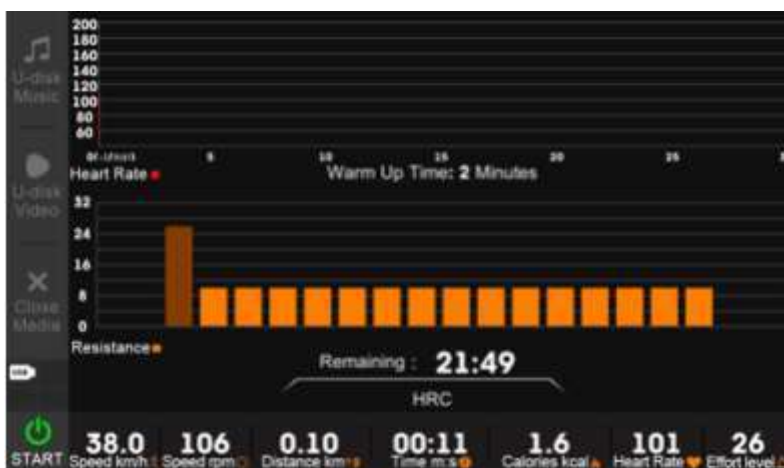 200
180
160
140
120
100
80
60
5 10 15 20 25
Heart Rate
Warm Up Time: 2 Minutes
U-disk
Music
U-disk
Video
Close
Media
32
24
16
8
0
Resistance
Remaining : 21:49
HRC
START
38.0 106 0.10 00:11 1.6 101 26
Speed km/h Speed rpm Distance km Time m:s Calories kcal Heart Rate Effort level